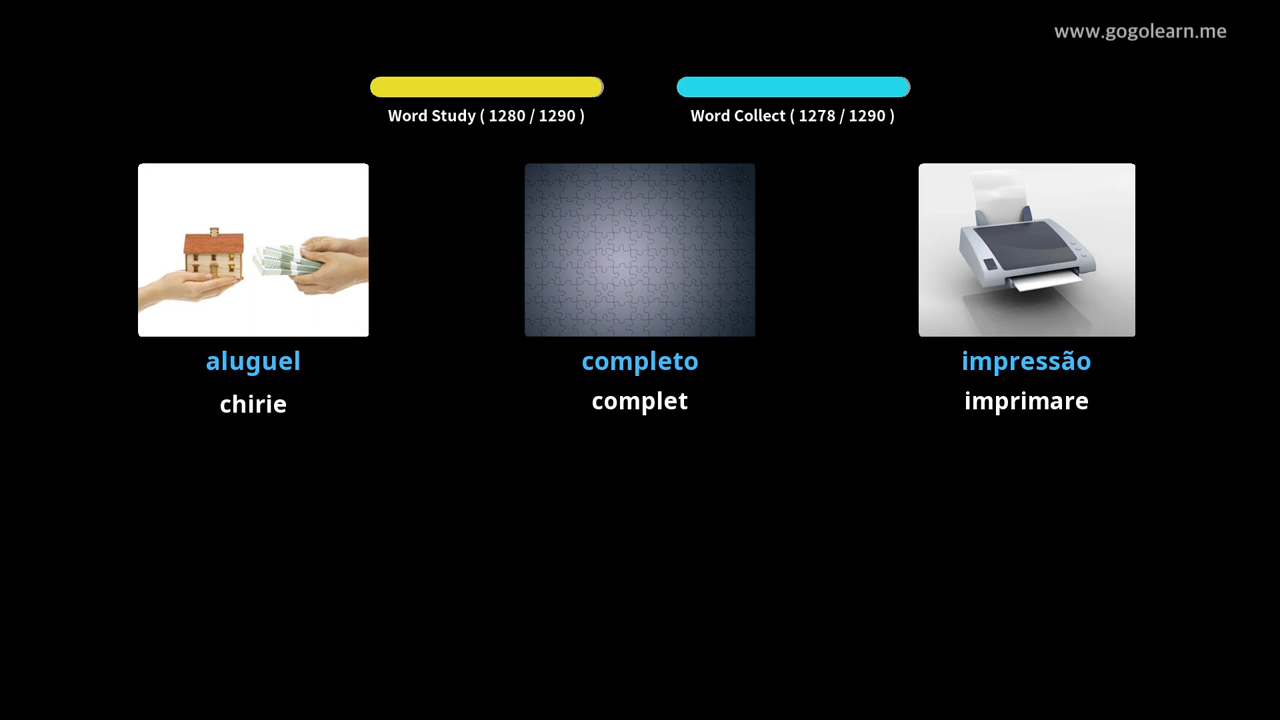 www.gogolearn.me
Word Study ( 1280 / 1290 )
Word Collect ( 1278 / 1290 )
aluguel
completo
impressão
chirie
complet
imprimare